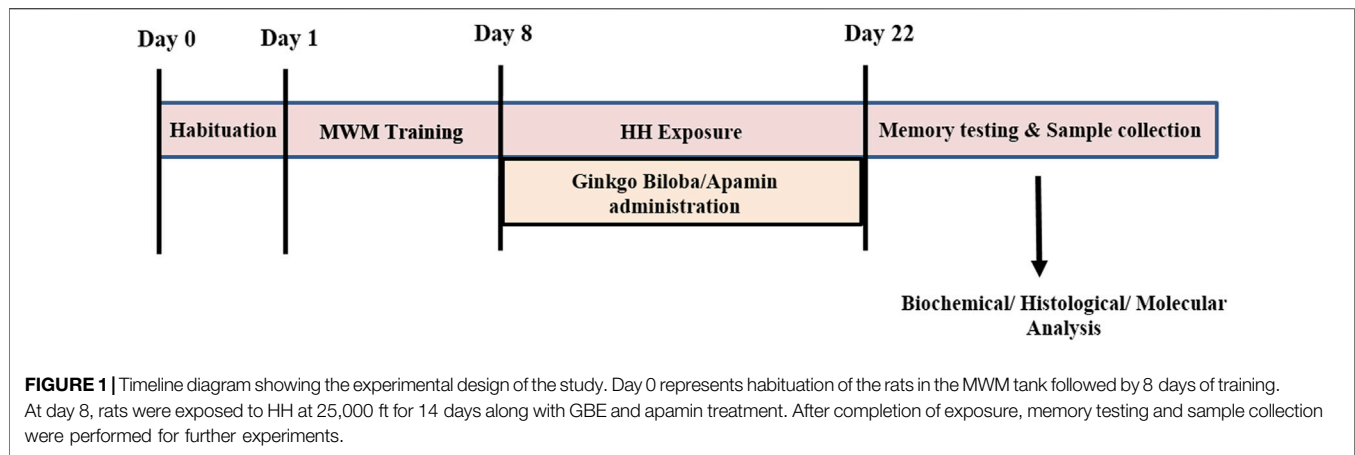 Day 0 Day 1 Day 8 Day 22
Habituation MWM Training HH Exposure Memory testing & Sample collection
Ginkgo Biloba/Apamin
administration
Biochemical/ Histological/ Molecular
Analysis
FIGURE 1 | Timeline diagram showing the experimental design of the study. Day 0 represents habituation of the rats in the MWM tank followed by 8 days of training.
At day 8, rats were exposed to HH at 25,000 ft for 14 days along with GBE and apamin treatment. After completion of exposure, memory testing and sample collection
were performed for further experiments.